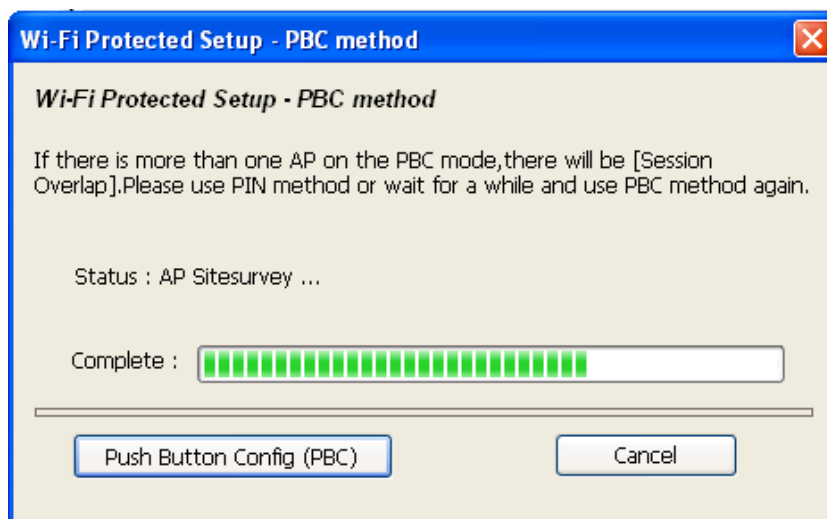 Wi-Fi Protected Setup - PBC method
Wi-Fi Protected Setup - PBC method
If there is more than one AP on the PBC mode,there will be [Session
Overlap].Please use PIN method or wait for a while and use PBC method again.
Status : AP Sitesurvey ...
Complete :
Push Button Config (PBC) Cancel